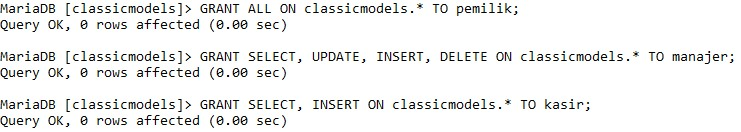 MariaDB [classicmodels]> GRANT ALL ON classicmodels.* TO pemilik;
Query OK, 0 rows affected (0.00 sec)
MariaDB [classicmodels]> GRANT SELECT, UPDATE, INSERT, DELETE ON classicmodels.* TO manajer;
Query OK, 0 rows affected (0.00 sec)
MariaDB [classicmodels]> GRANT SELECT, INSERT ON classicmodels.* TO kasir;
Query OK, 0 rows affected (0.00 sec)